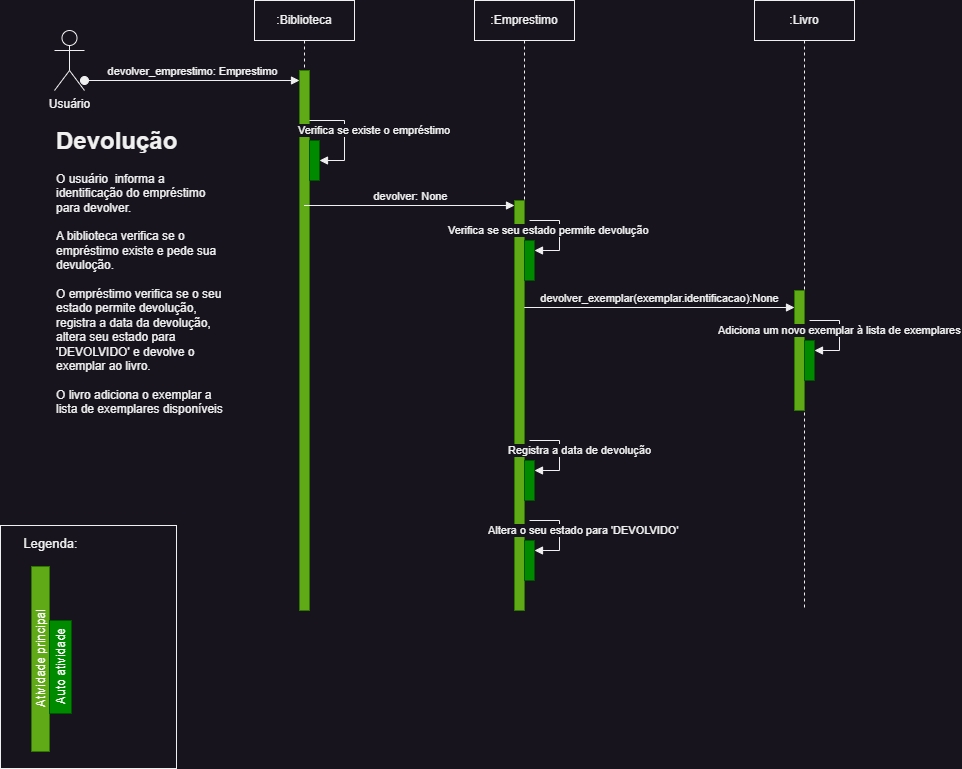 :Biblioteca
:Emprestimo
:Livro
devolver_emprestimo: Emprestimo
Usuário
Verifica se existe o empréstimo
Devolução
O usuário  informa a
identificação do empréstimo
para devolver.
A biblioteca verifica se o
empréstimo existe e pede sua
devuloção.
O empréstimo verifica se o seu
estado permite devolução,
registra a data da devolução,
altera seu estado para
'DEVOLVIDO' e devolve o
exemplar ao livro.
O livro adiciona o exemplar a
lista de exemplares disponíveis
devolver: None
Verifica se seu estado permite devolução
devolver_exemplar(exemplar.identificacao):None
Adiciona um novo exemplar à lista de exemplares
Registra a data de devolução
Altera o seu estado para 'DEVOLVIDO'
Legenda:
Atividade principal
Auto atividade